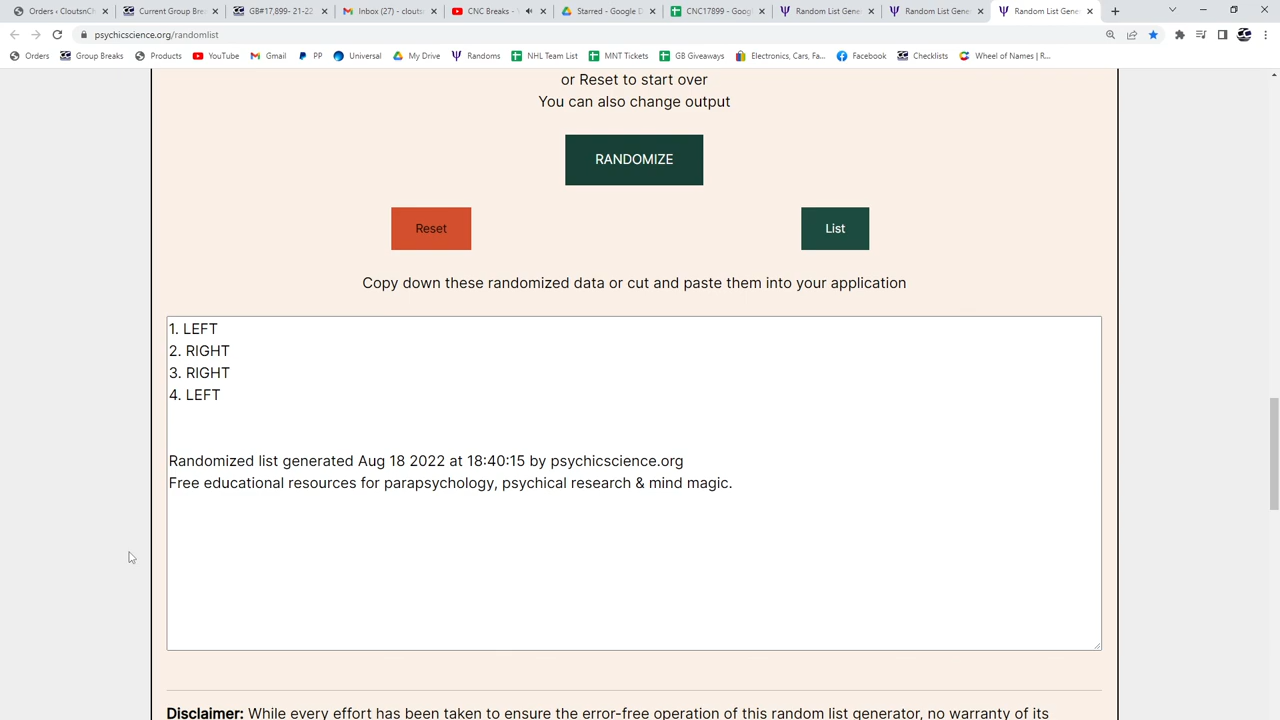 Orders ‹ CloutsnCh
Current Group Bre
GB#17,899- 21-22
Inbox (27) - clouts
CNC Breaks -
Starred - Google D
CNC17899 - Goog
Random List Gene
Random List Gene
Random List Gene
psychicscience.org/randomlist
Orders
Group Breaks
Products
YouTube
Gmail
PP
Universal
My Drive
Randoms
NHL Team List
MNT Tickets
GB Giveaways
Electronics, Cars, Fa...
Facebook
Checklists
Wheel of Names | R...
or Reset to start over
You can also change output
RANDOMIZE
Reset
List
Copy down these randomized data or cut and paste them into your application
1. LEFT
2. RIGHT
3. RIGHT
4. LEFT
Randomized list generated Aug 18 2022 at 18:40:15 by psychicscience.org
Free educational resources for parapsychology, psychical research & mind magic.
Disclaimer: While every effort has been taken to ensure the error-free operation of this random list generator, no warranty of its